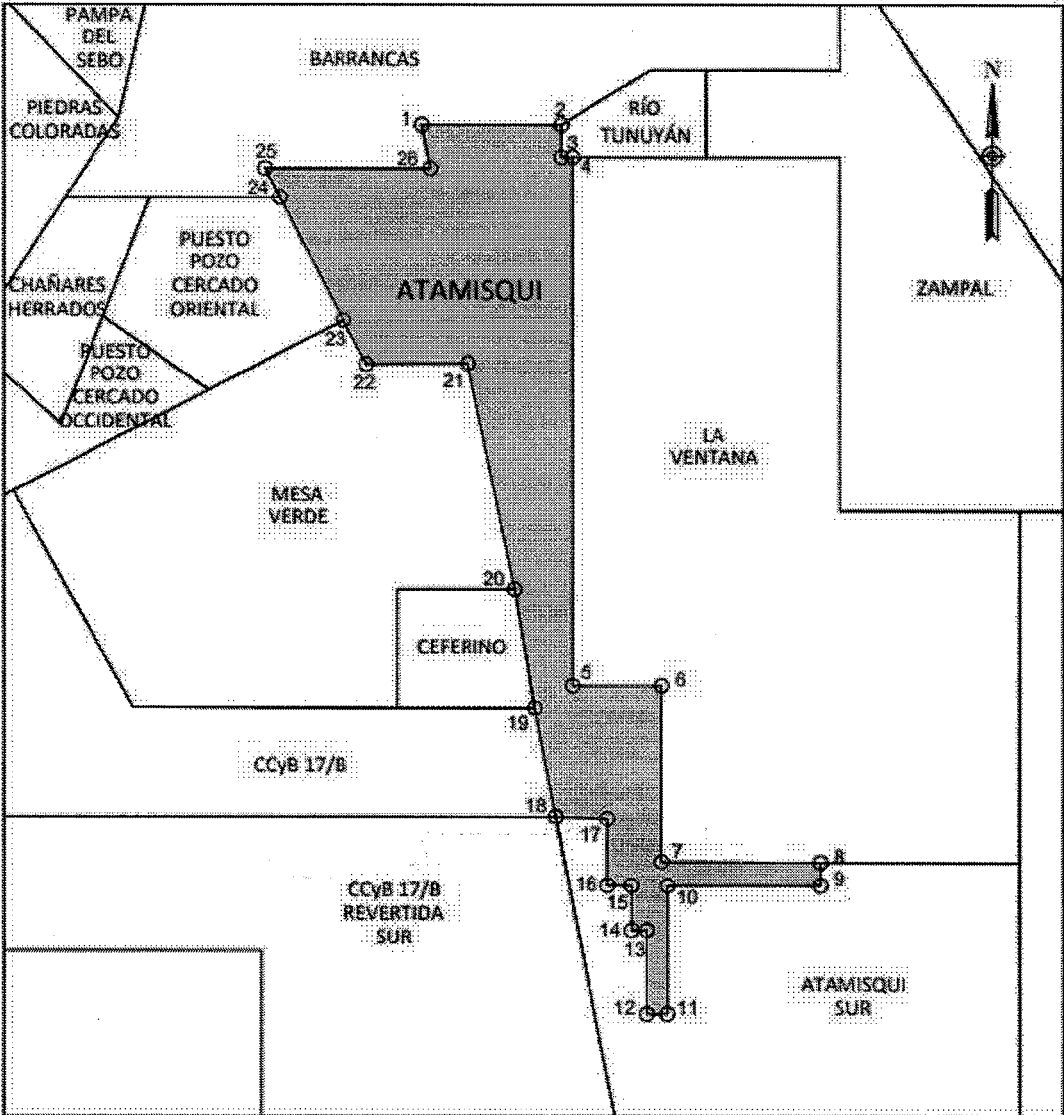 PAMPA
DEL
SEBO
BARRANCAS
N
PIEDRAS
COLORADAS
RÍO
TUNUYÁN
1
2
3
4
25
26
24
PUESTO
POZO
CERCADO
ORIENTAL
CHAÑARES
HERRADOS
ATAMISQUI
ZAMPAL
23
PUESTO
POZO
CERCADO
OCCIDENTAL
22
21
LA
VENTANA
MESA
VERDE
20
CEFERINO
5
6
19
CCyB 17/B
18
17
7
8
16
15
10
9
CCyB 17/B
REVERTIDA
SUR
14
13
ATAMISQUI
SUR
12
11